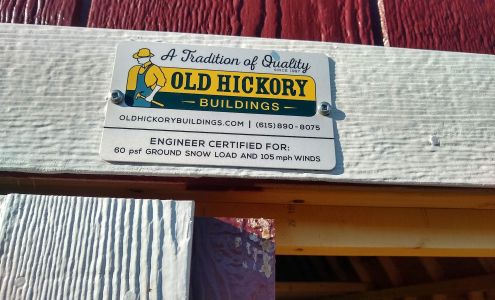 A Tradition of Quality
SINCE 1997
OLD HICKORY
BUILDINGS
OLDHICKORYBUILDINGS.COM | (615) 890-8075
ENGINEER CERTIFIED FOR:
60 psf GROUND SNOW LOAD AND 105 mph WINDS